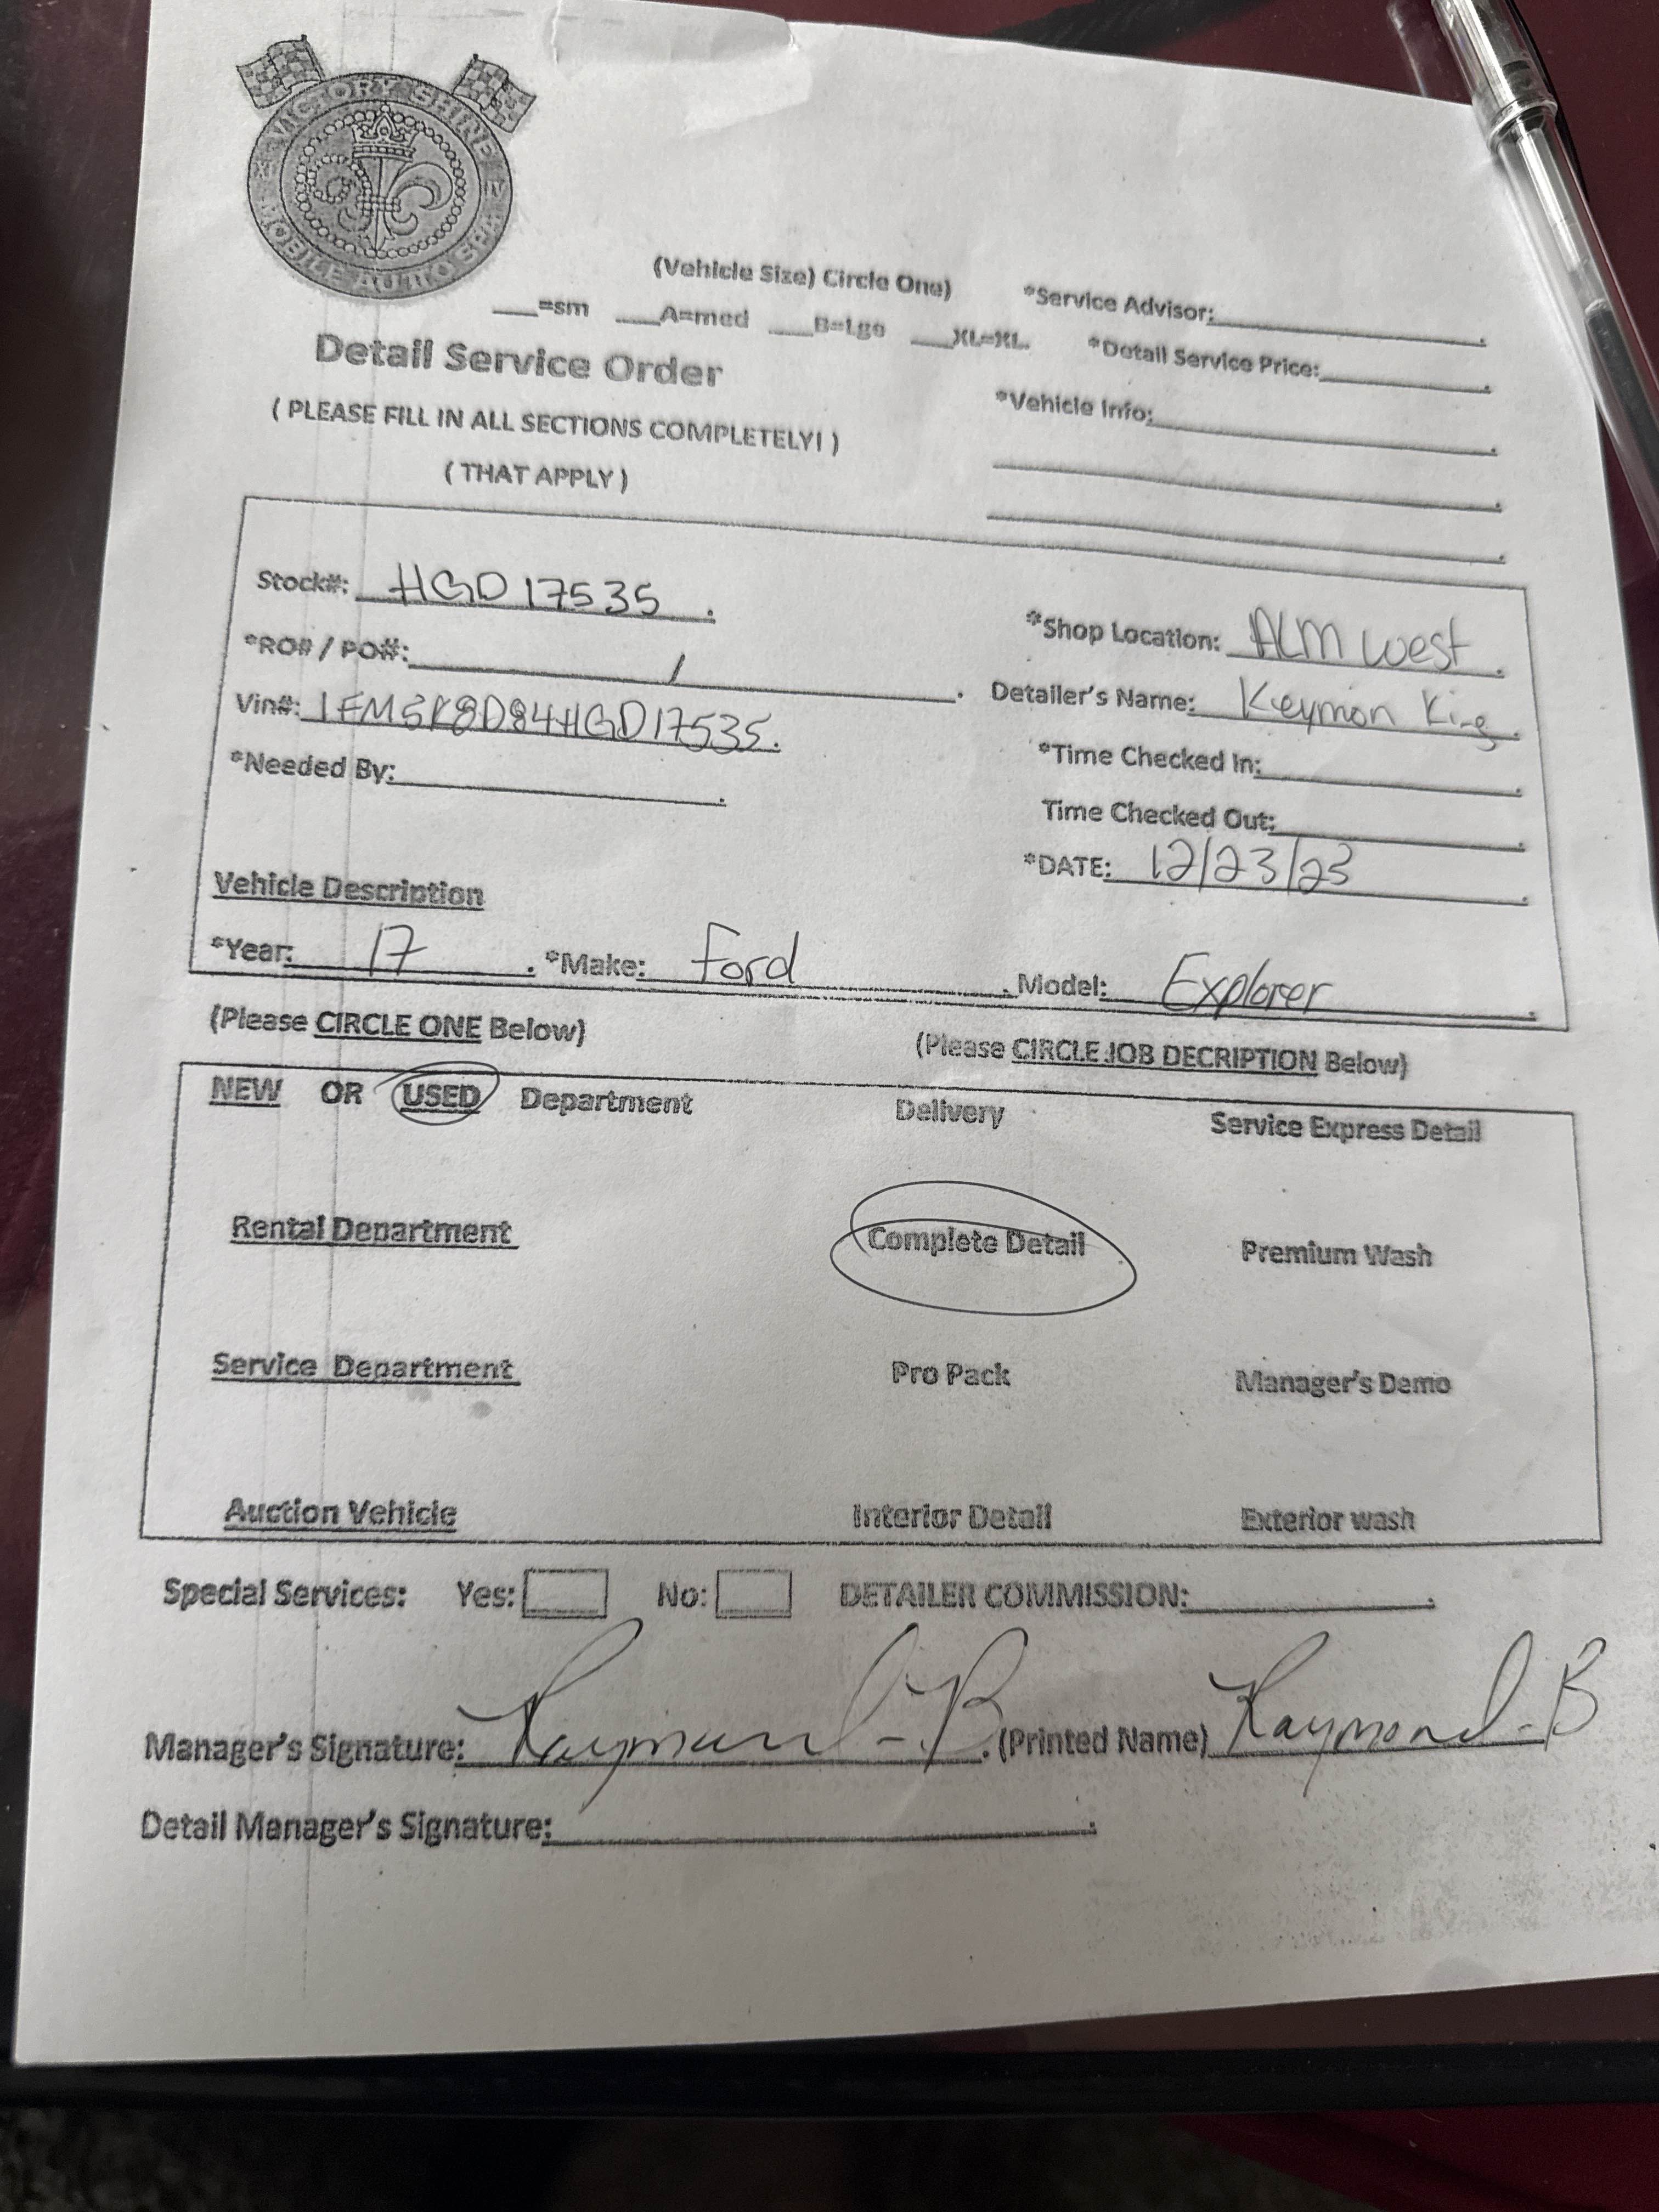 VICTORY SHINE
XI IV
MOBILE AUTO SPA
(Vehicle Size) Circle One)
___=sm ___A=med ___B=Lge ___XL=XL.
*Service Advisor:
*Detail Service Price:
*Vehicle Info:
Detail Service Order
( PLEASE FILL IN ALL SECTIONS COMPLETELY! )
( THAT APPLY )
Stock#: HGD17535
*Shop Location: ALM West
*RO# / PO#: /
Detailer's Name: Keymon King
Vin#: 1FM5K8D84HGD17535
*Time Checked In:
*Needed By:
Time Checked Out:
*DATE: 12/23/23
Vehicle Description
*Year: 17 . *Make: Ford . Model: Explorer
(Please CIRCLE ONE Below) (Please CIRCLE JOB DECRIPTION Below)
NEW OR USED Department Delivery Service Express Detail
Rental Department Complete Detail Premium Wash
Service Department Pro Pack Manager's Demo
Auction Vehicle Interior Detail Exterior wash
Special Services: Yes: No: DETAILER COMMISSION:
Manager's Signature: Raymond-B. (Printed Name) Raymond-B
Detail Manager's Signature: